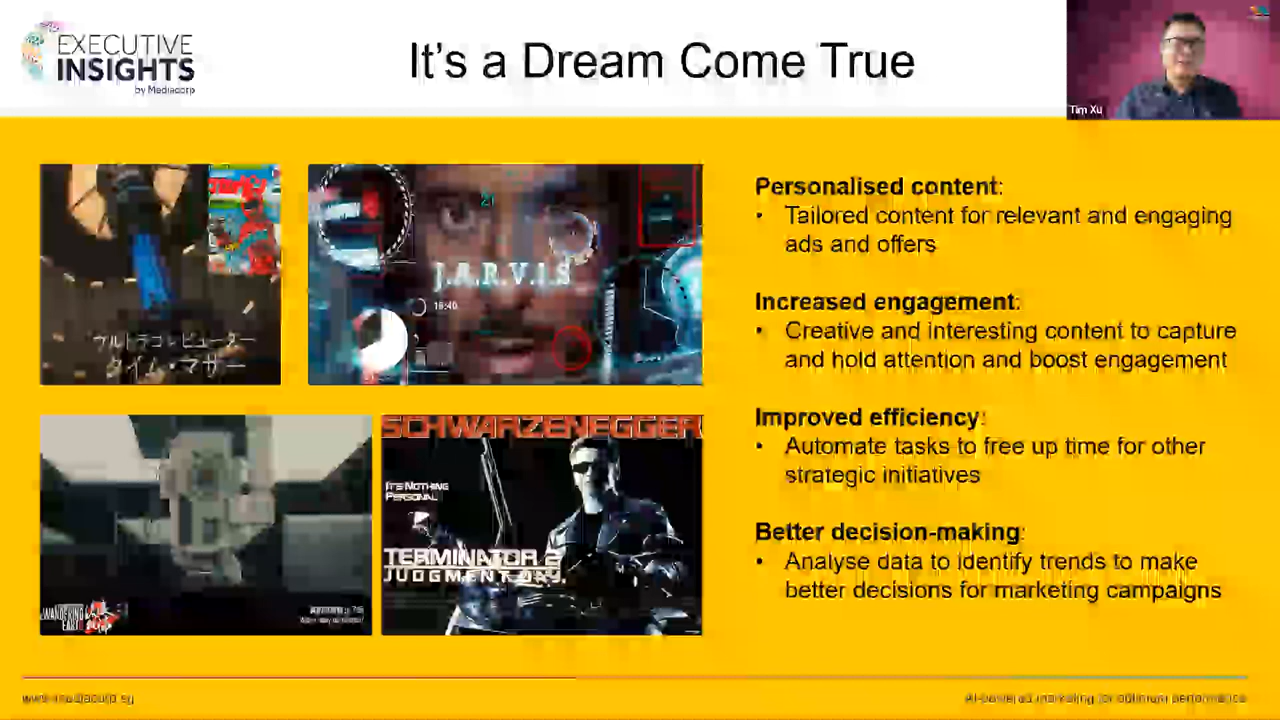 EXECUTIVE
INSIGHTS
by Mediacorp
It's a Dream Come True
Tim Xu
ウルトラコンピューター
タイム・マザー
21
J.A.R.V.I.S
16:40
WANDERING
EARTH
SCHWARZENEGGER
IT'S NOTHING
PERSONAL
TERMINATOR 2
JUDGMENT DAY.
Personalised content:
• Tailored content for relevant and engaging
ads and offers
Increased engagement:
• Creative and interesting content to capture
and hold attention and boost engagement
Improved efficiency:
• Automate tasks to free up time for other
strategic initiatives
Better decision-making:
• Analyse data to identify trends to make
better decisions for marketing campaigns
www.mediacorp.sg
AI-powered marketing for optimum performance